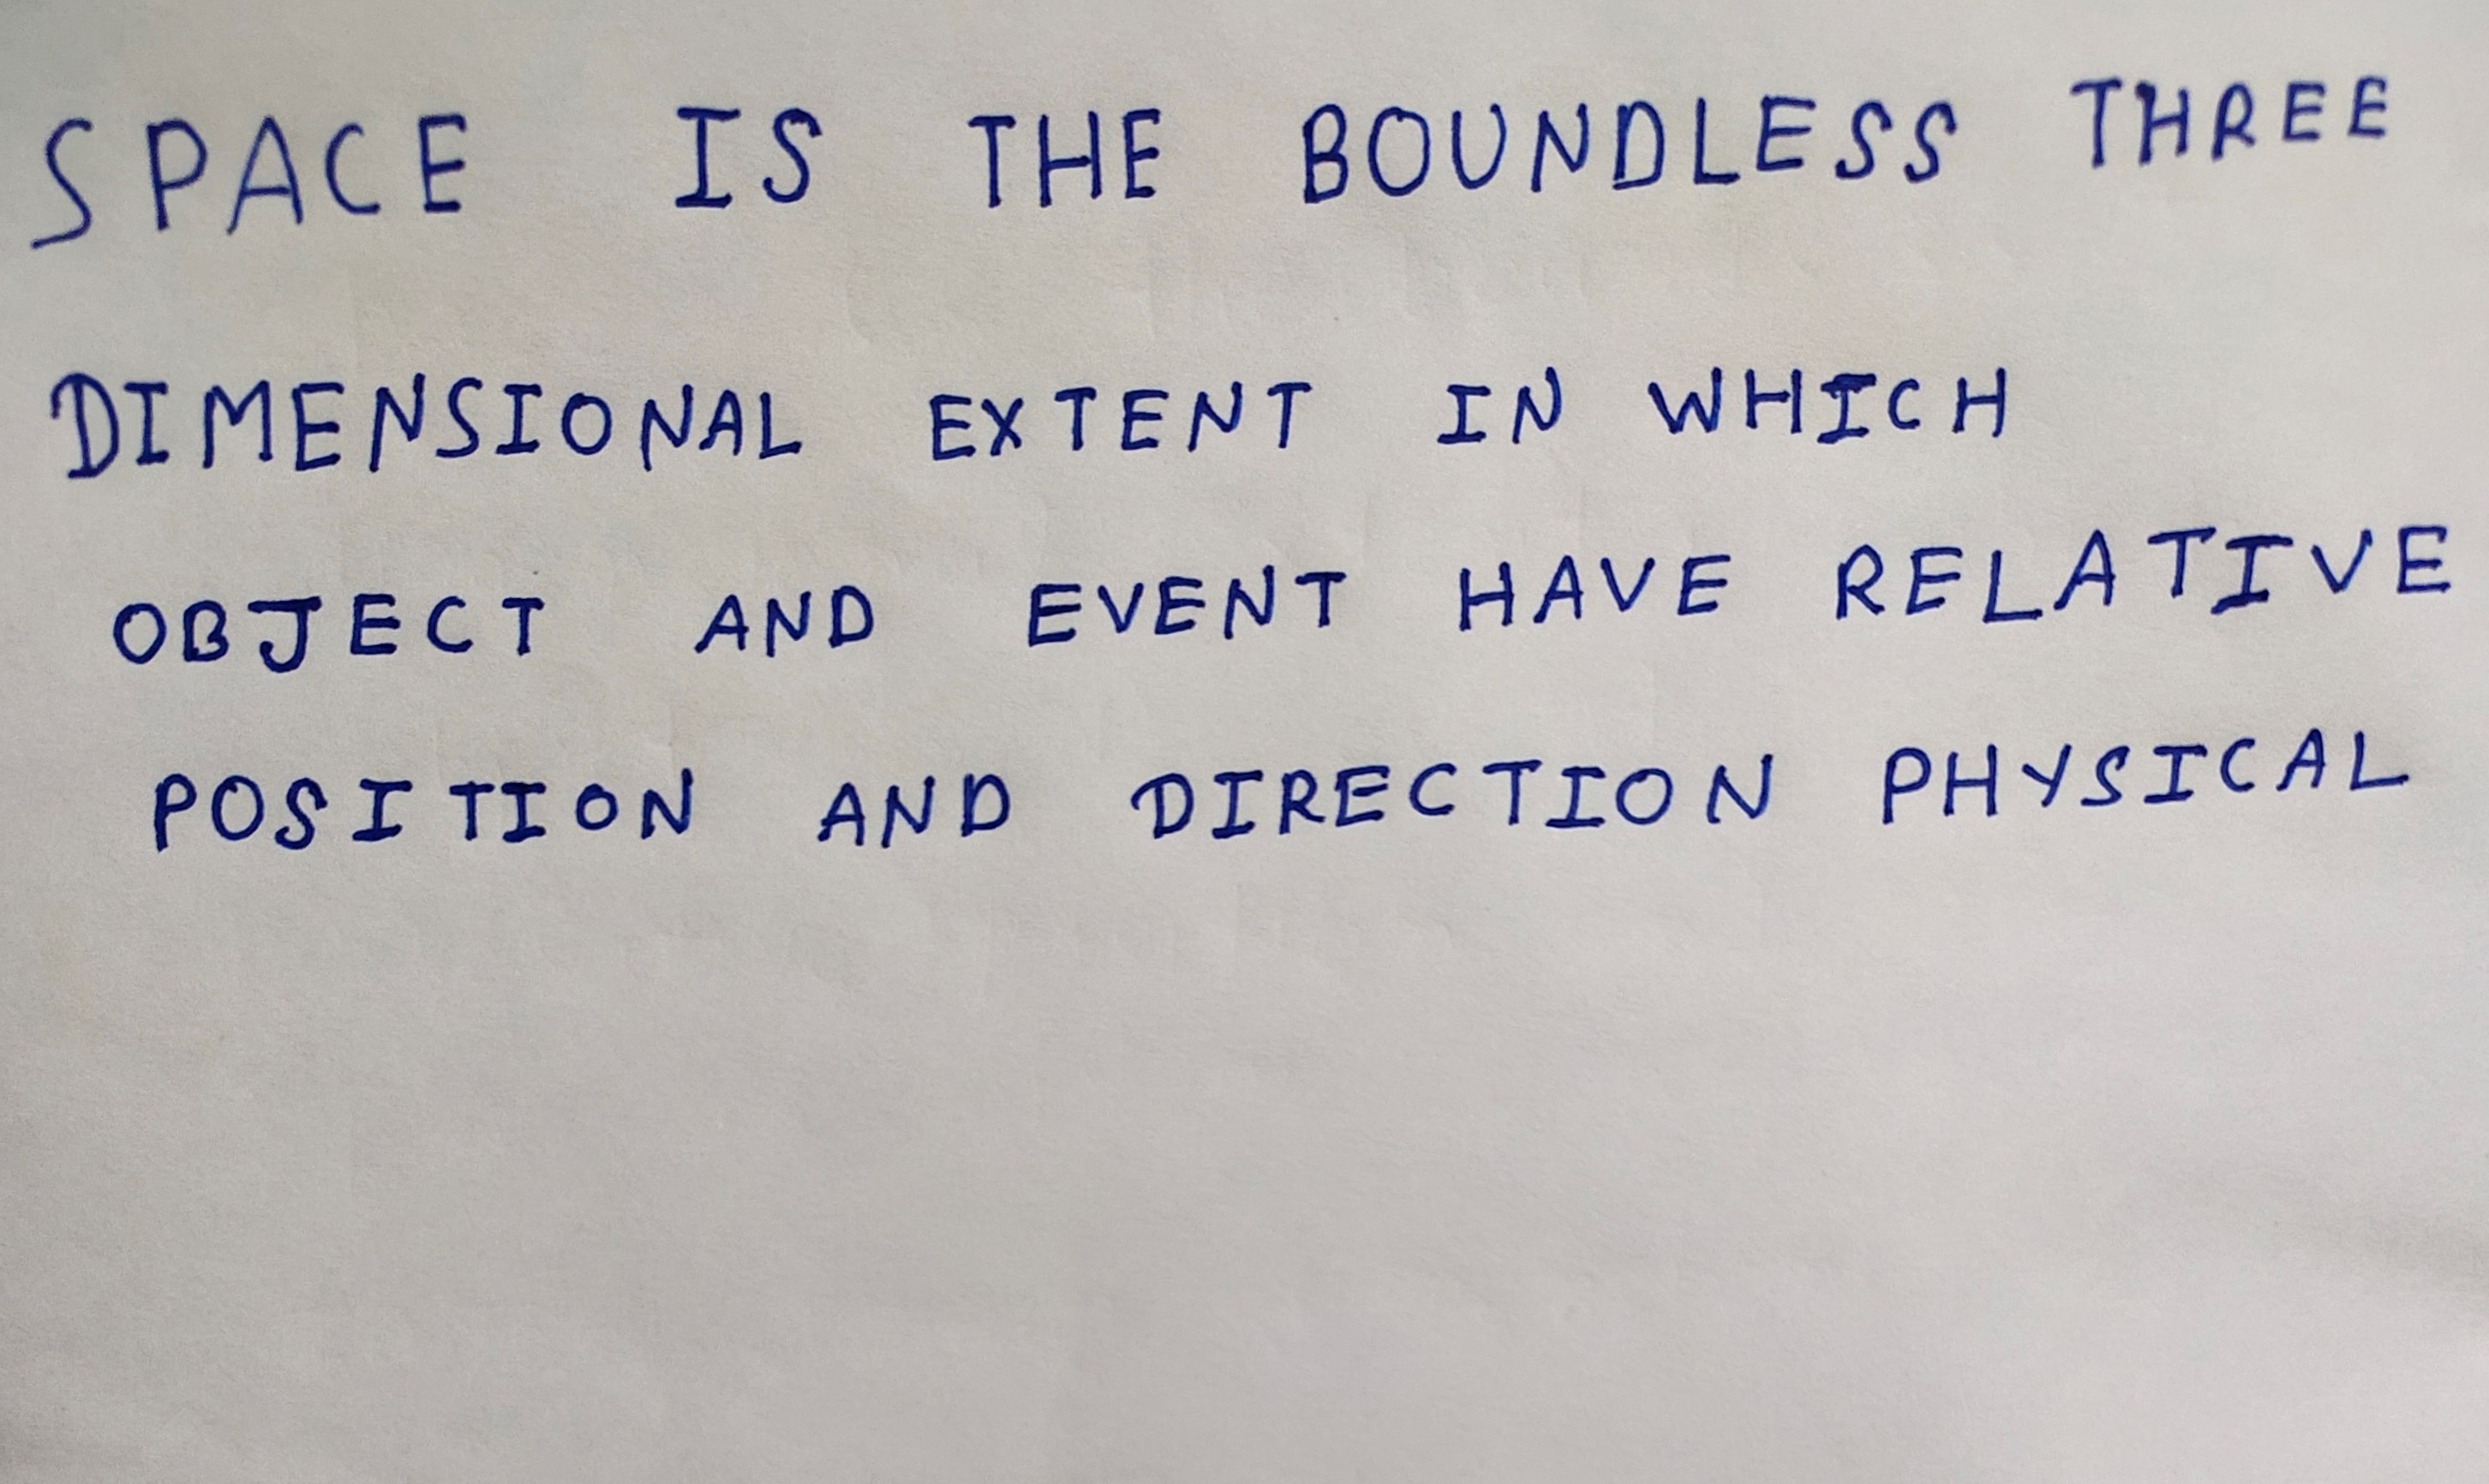 SPACE IS THE BOUNDLESS THREE
DIMENSIONAL EXTENT IN WHICH
OBJECT AND EVENT HAVE RELATIVE
POSITION AND DIRECTION PHYSICAL